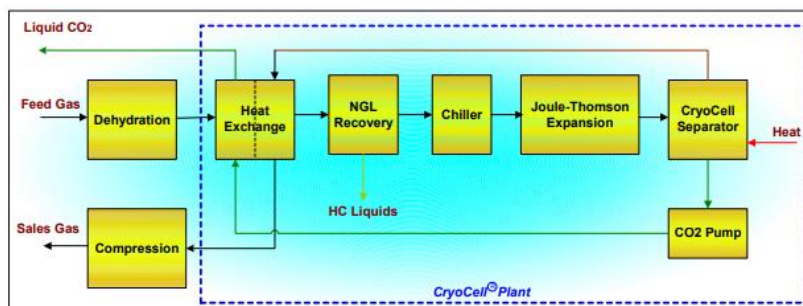 Liquid CO₂
Feed Gas
Dehydration
Heat
Exchange
NGL
Recovery
Chiller
Joule-Thomson
Expansion
CryoCell
Separator
Heat
HC Liquids
Sales Gas
Compression
CO2 Pump
CryoCell® Plant